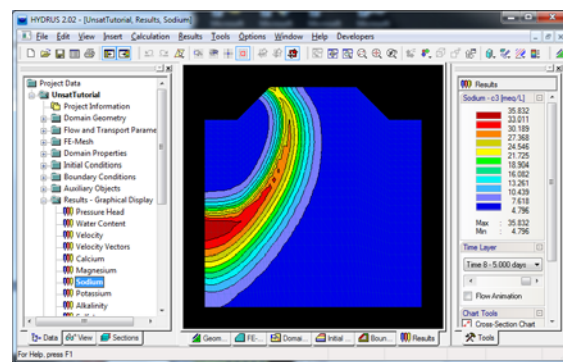 HYDRUS 2.02 - [UnsatTutorial, Results, Sodium]
File Edit View Insert Calculation Results Tools Options Window Help Developers
Project Data
UnsatTutorial
Project Information
Domain Geometry
Flow and Transport Parame
FE-Mesh
Domain Properties
Initial Conditions
Boundary Conditions
Auxiliary Objects
Results - Graphical Display
Pressure Head
Water Content
Velocity
Velocity Vectors
Calcium
Magnesium
Sodium
Potassium
Alkalinity
Data View Sections
Geom... FE-... Domai... Initial ... Boun... Results
Results
Sodium - c3 [meq/L]
35.832
33.011
30.189
27.368
24.546
21.725
18.904
16.082
13.261
10.439
7.618
4.796
Max : 35.832
Min : 4.796
Time Layer
Time 8 - 5.000 days
Flow Animation
Chart Tools
Cross-Section Chart
Tools
For Help, press F1